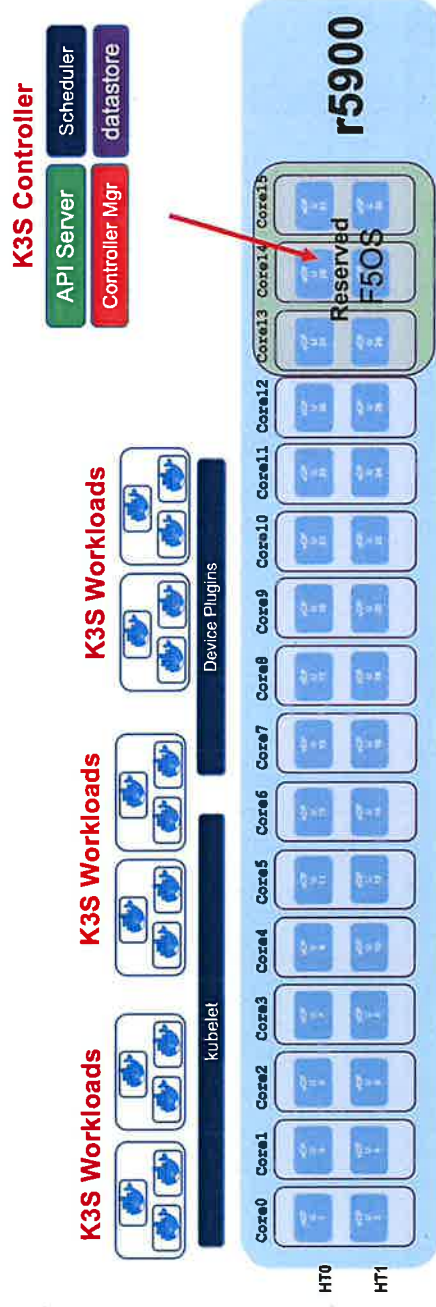 K3S Controller
API Server
Scheduler
Controller Mgr
datastore
K3S Workloads
K3S Workloads
K3S Workloads
kubelet
Device Plugins
Core0
Core1
Core2
Core3
Core4
Core5
Core6
Core7
Core8
Core9
Core10
Core11
Core12
Core13
Core14
Core15
HT0
HT1
Reserved
F5OS
r5900